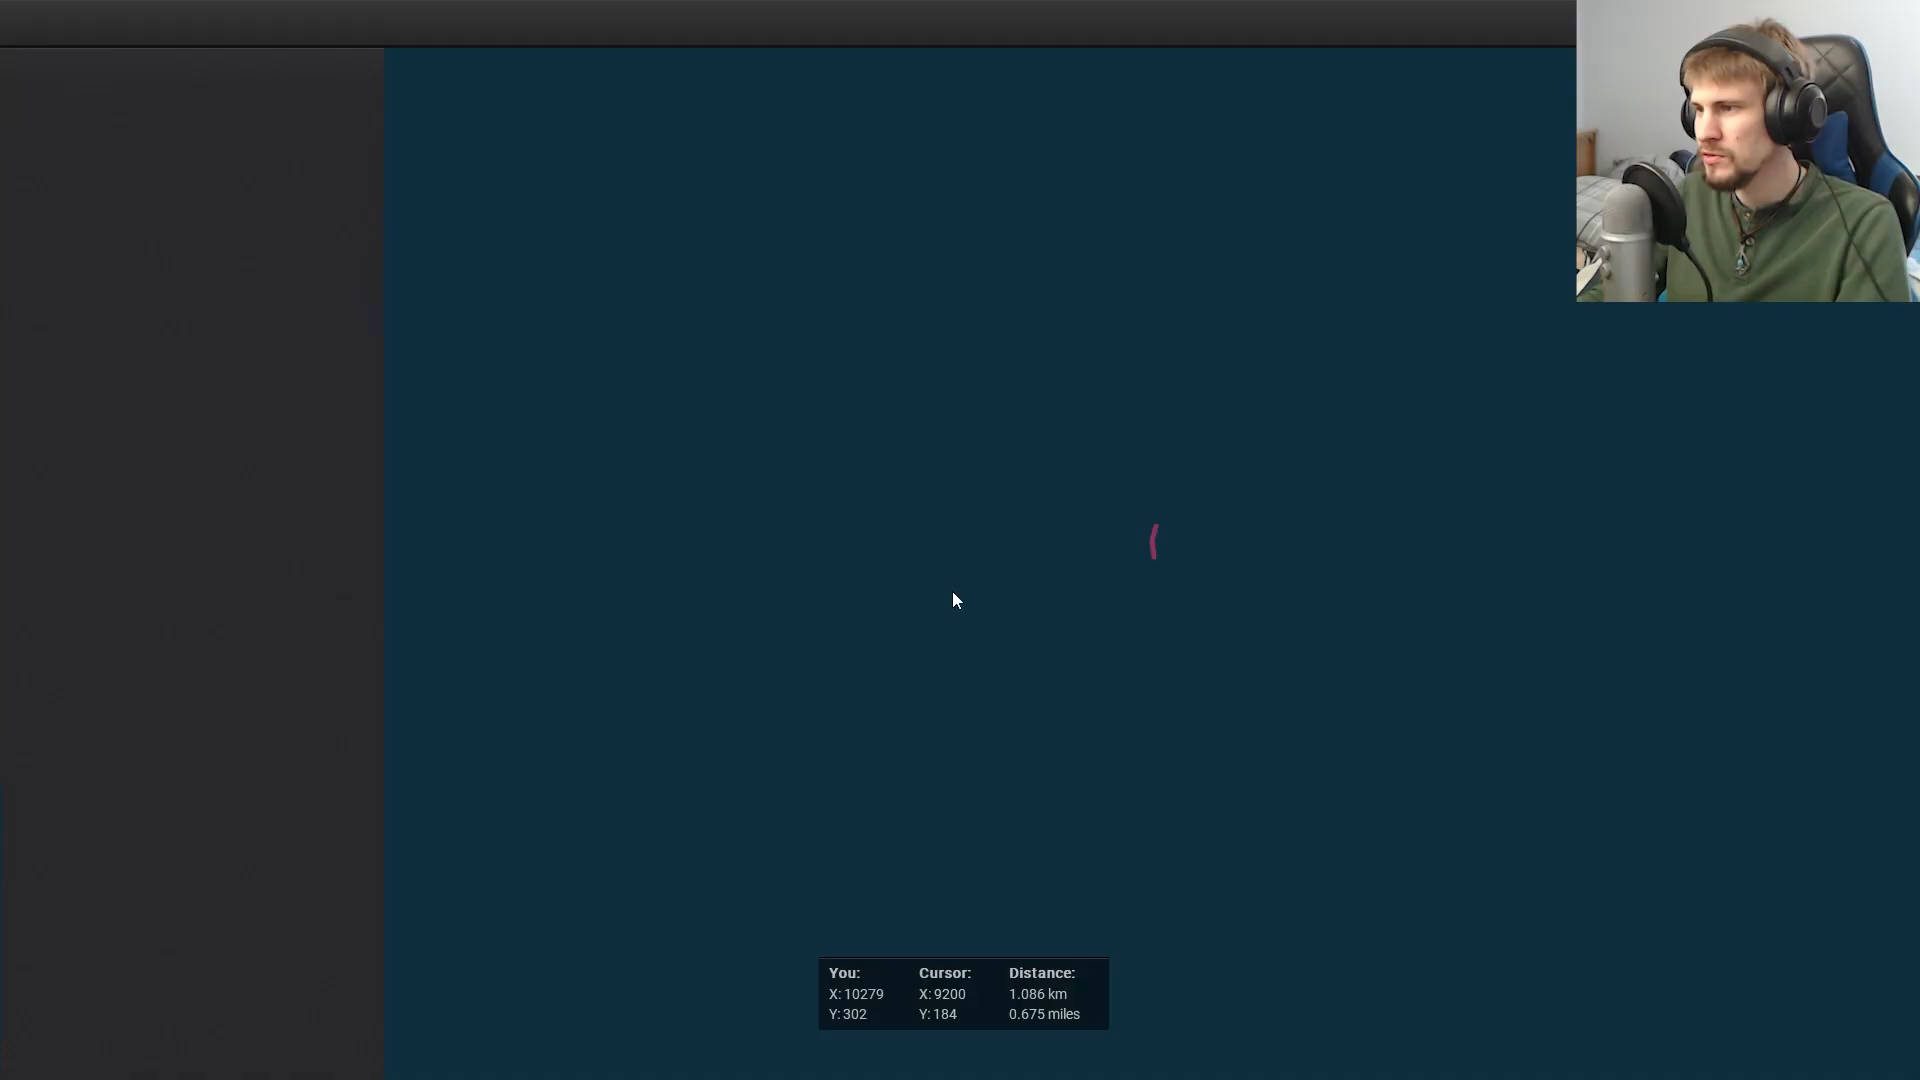 You: Cursor: Distance:
X: 10279 X: 9200 1.086 km
Y: 302 Y: 184 0.675 miles